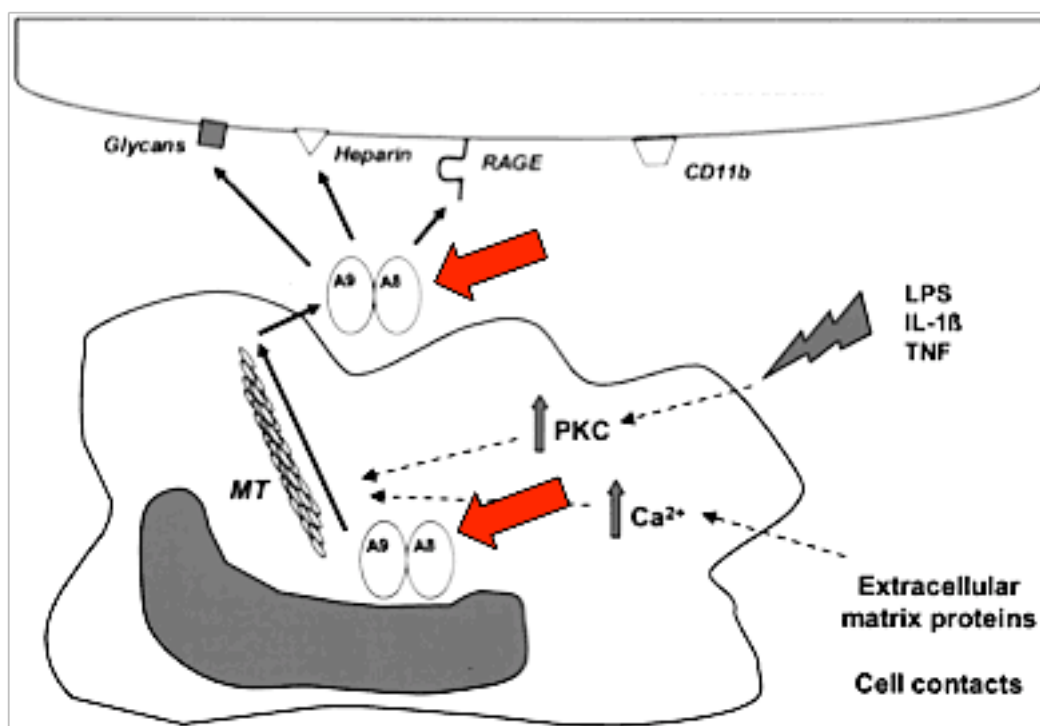 Glycans
Heparin
RAGE
CD11b
A9 A8
LPS
IL-1ß
TNF
PKC
MT
Ca²⁺
A9 A8
Extracellular
matrix proteins
Cell contacts